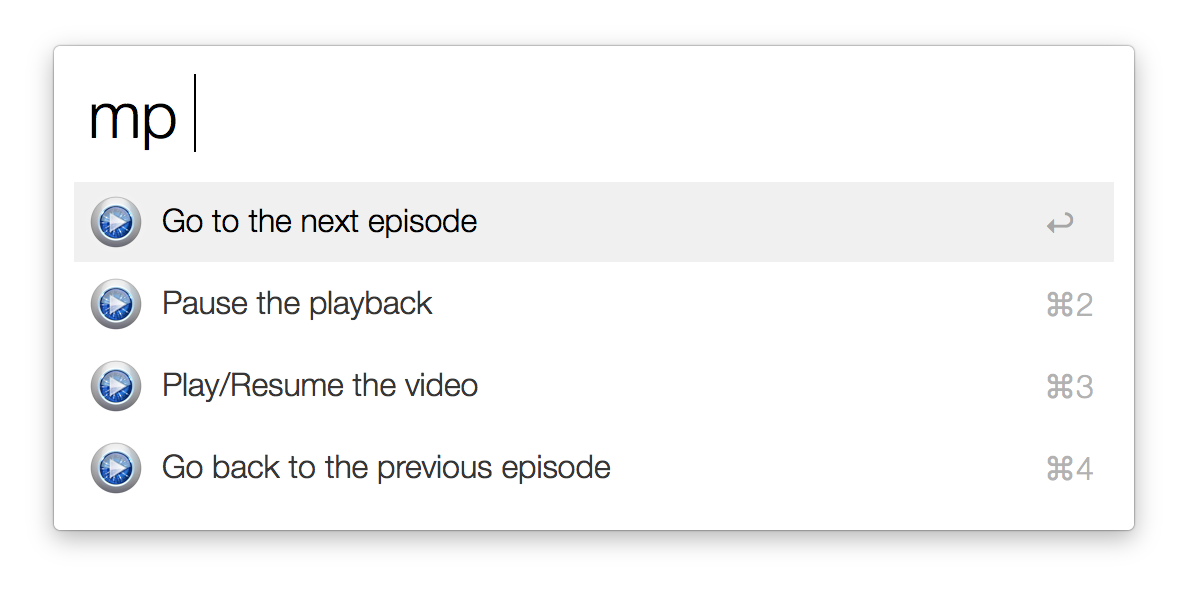 mp
Go to the next episode ↩
Pause the playback ⌘2
Play/Resume the video ⌘3
Go back to the previous episode ⌘4